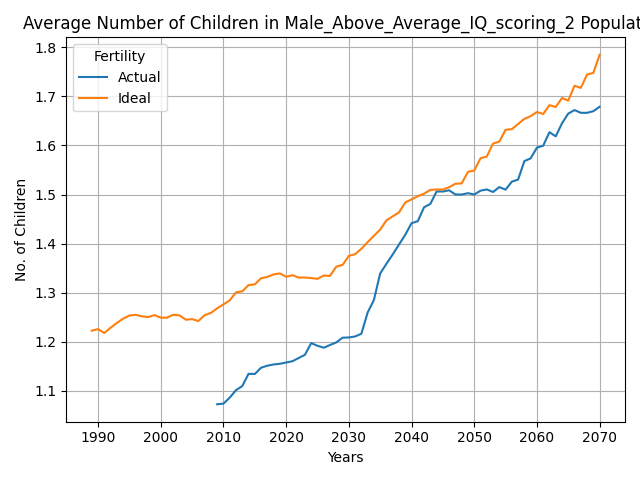 Average Number of Children in Male_Above_Average_IQ_scoring_2 Populat
Fertility
Actual
Ideal
No. of Children
1.8
1.7
1.6
1.5
1.4
1.3
1.2
1.1
1990 2000 2010 2020 2030 2040 2050 2060 2070
Years